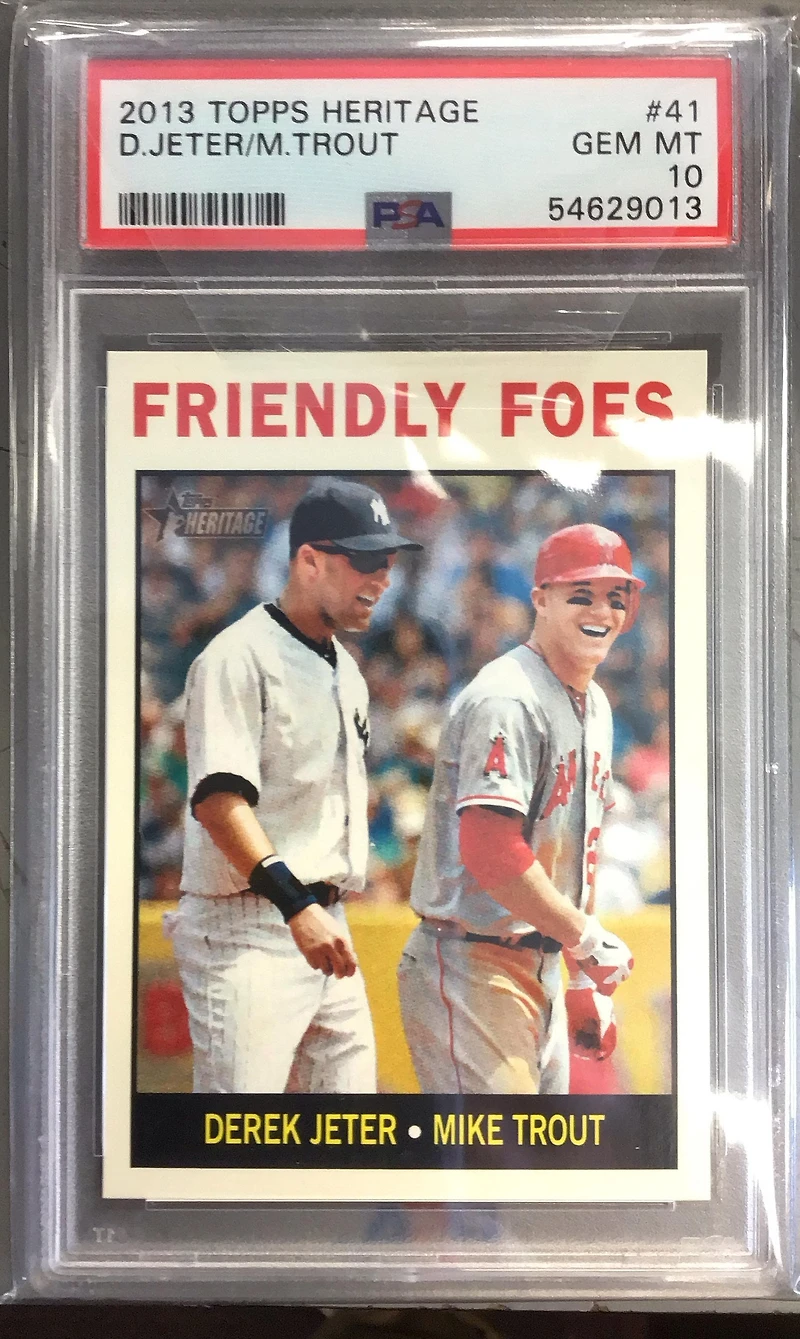 2013 TOPPS HERITAGE #41
D.JETER/M.TROUT GEM MT
10
PSA 54629013
FRIENDLY FOES
Topps
HERITAGE
NY
A
DEREK JETER • MIKE TROUT